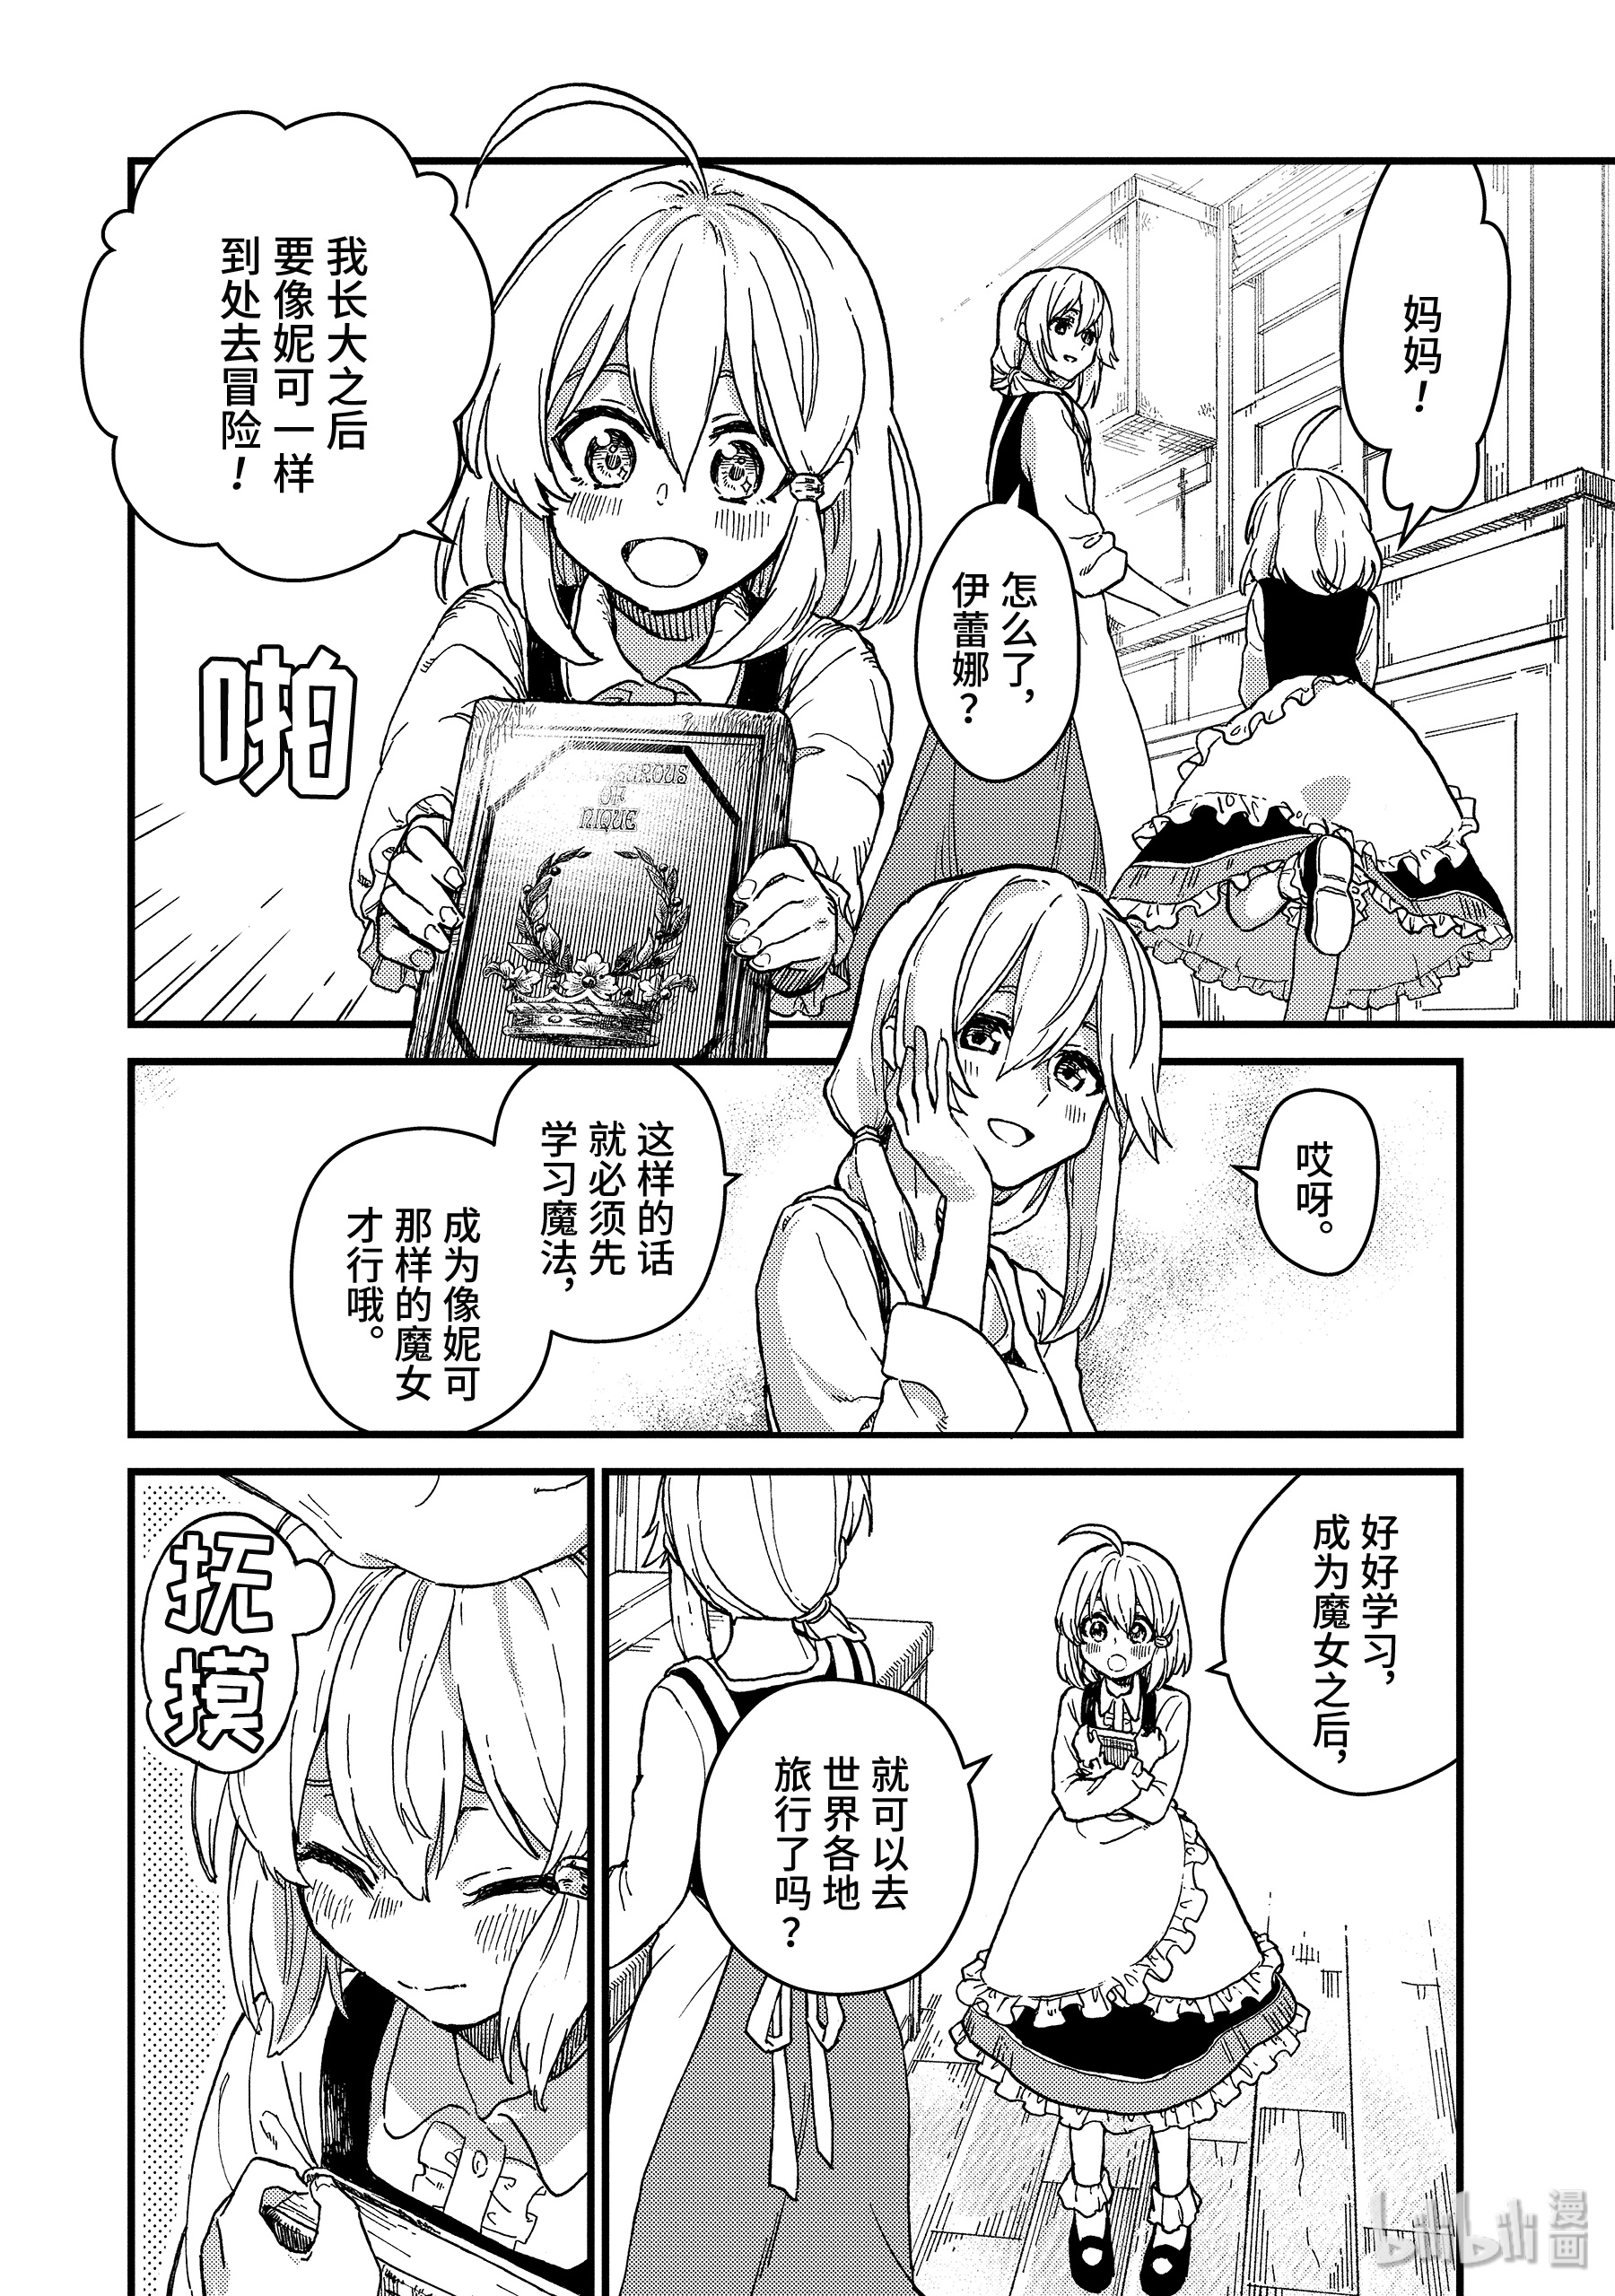 妈妈！
怎么了，
伊蕾娜？
我长大之后
要像妮可一样
到处去冒险！
啪
OF
NIQUE
哎呀。
这样的话
就必须先
学习魔法，
成为像妮可
那样的魔女
才行哦。
好好学习，
成为魔女之后，
就可以去
世界各地
旅行了吗？
抚
摸
bilibili
漫画